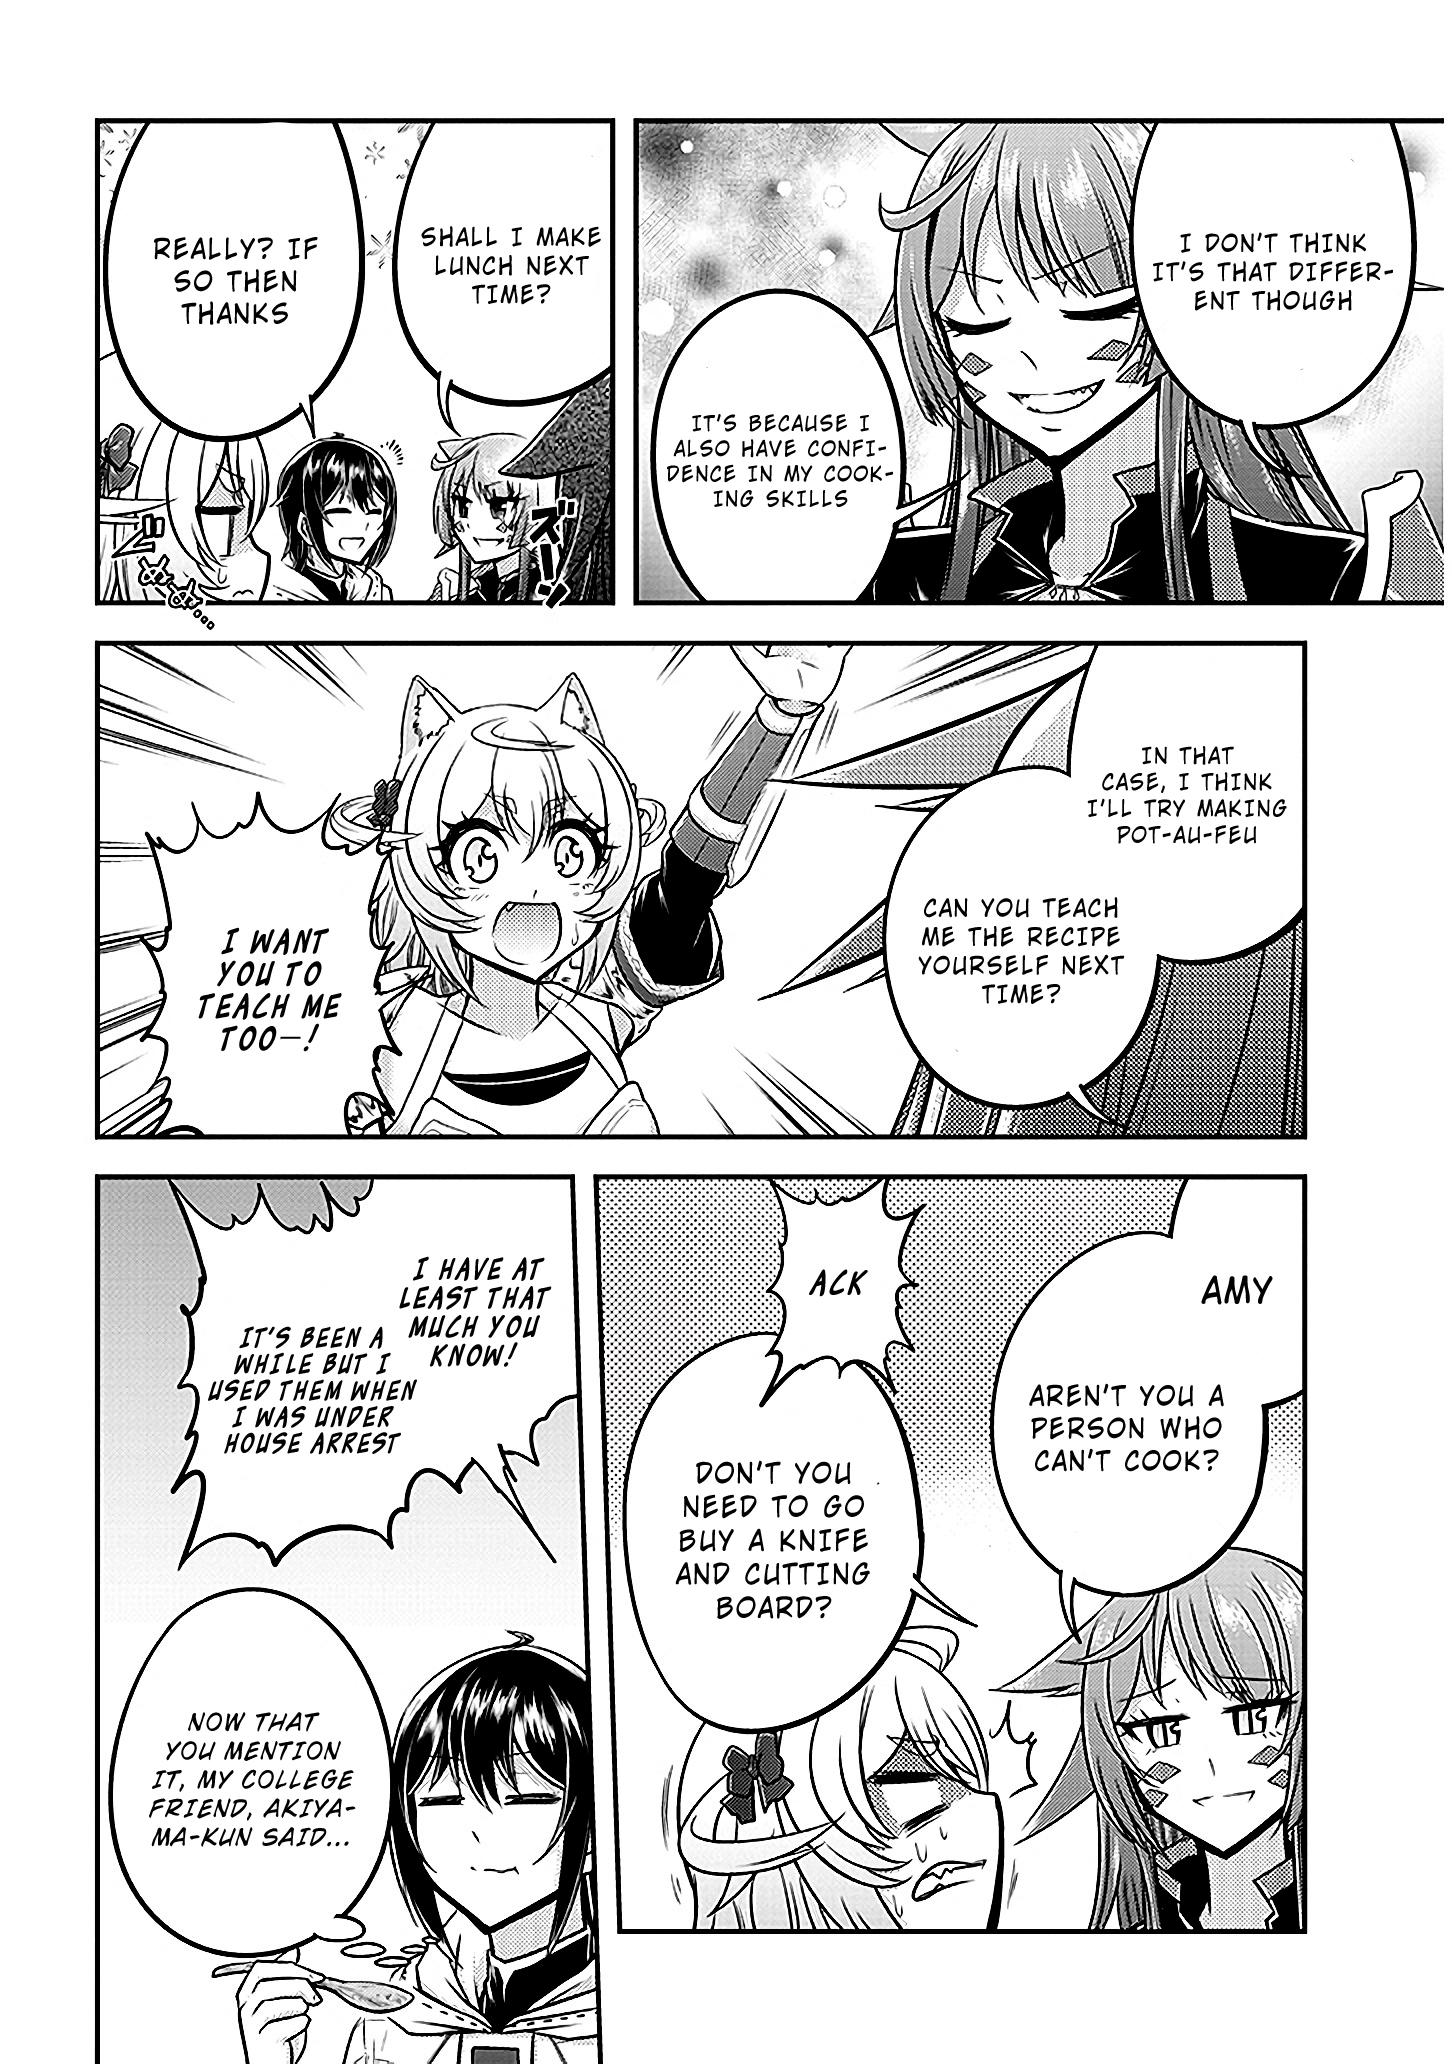 I DON'T THINK
IT'S THAT DIFFER-
ENT THOUGH
IT'S BECAUSE I
ALSO HAVE CONFI-
DENCE IN MY COOK-
ING SKILLS
SHALL I MAKE
LUNCH NEXT
TIME?
REALLY? IF
SO THEN
THANKS
IN THAT
CASE, I THINK
I'LL TRY MAKING
POT-AU-FEU
CAN YOU TEACH
ME THE RECIPE
YOURSELF NEXT
TIME?
I WANT
YOU TO
TEACH ME
TOO—!
AMY
AREN'T YOU A
PERSON WHO
CAN'T COOK?
ACK
DON'T YOU
NEED TO GO
BUY A KNIFE
AND CUTTING
BOARD?
I HAVE AT
LEAST THAT
MUCH YOU
KNOW!
IT'S BEEN A
WHILE BUT I
USED THEM WHEN
I WAS UNDER
HOUSE ARREST
NOW THAT
YOU MENTION
IT, MY COLLEGE
FRIEND, AKIYA-
MA-KUN SAID...